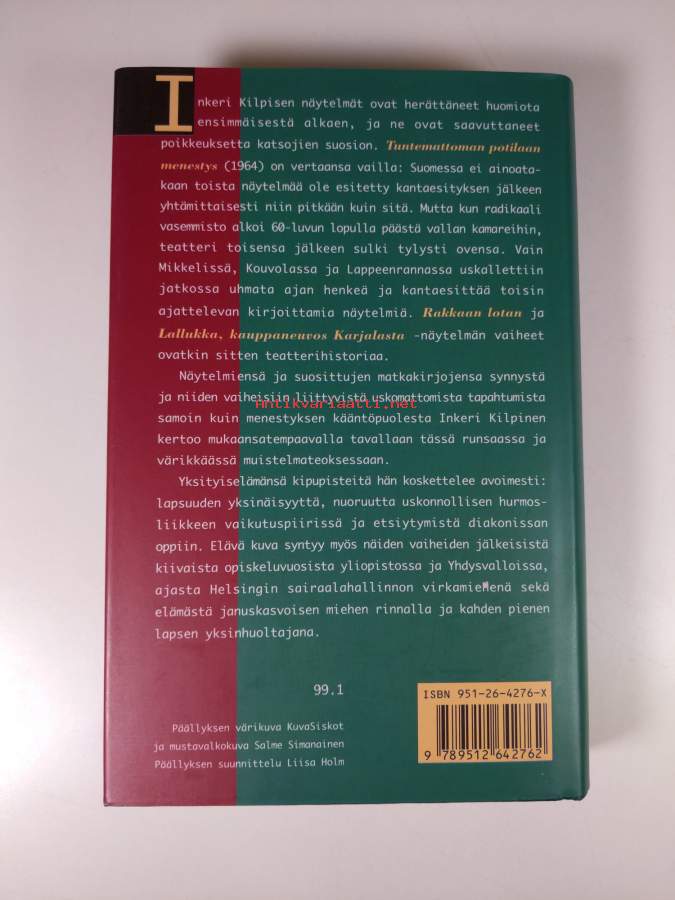 Inkeri Kilpisen näytelmät ovat herättäneet huomiota
ensimmäisestä alkaen, ja ne ovat saavuttaneet
poikkeuksetta katsojien suosion. Tuntemattoman potilaan
menestys (1964) on vertaansa vailla: Suomessa ei ainoata-
kaan toista näytelmää ole esitetty kantaesityksen jälkeen
yhtämittaisesti niin pitkään kuin sitä. Mutta kun radikaali
vasemmisto alkoi 60-luvun lopulla päästä vallan kamareihin,
teatteri toisensa jälkeen sulki tylysti ovensa. Vain
Mikkelissä, Kouvolassa ja Lappeenrannassa uskallettiin
jatkossa uhmata ajan henkeä ja kantaesittää toisin
ajattelevan kirjoittamia näytelmiä. Rakkaan lotan ja
Lallukka, kauppaneuvos Karjalasta -näytelmän vaiheet
ovatkin sitten teatterihistoriaa.
Näytelmiensä ja suosittujen matkakirjojensa synnystä
ja niiden vaiheisiin liittyvistä uskomattomista tapahtumista
Antikvariaatti.net
samoin kuin menestyksen kääntöpuolesta Inkeri Kilpinen
kertoo mukaansatempaavalla tavallaan tässä runsaassa ja
värikkäässä muistelmateoksessaan.
Yksityiselämänsä kipupisteitä hän koskettelee avoimesti:
lapsuuden yksinäisyyttä, nuoruutta uskonnollisen hurmos-
liikkeen vaikutuspiirissä ja etsiytymistä diakonissan
oppiin. Elävä kuva syntyy myös näiden vaiheiden jälkeisistä
kiivaista opiskeluvuosista yliopistossa ja Yhdysvalloissa,
ajasta Helsingin sairaalahallinnon virkamiehenä sekä
elämästä januskasvoisen miehen rinnalla ja kahden pienen
lapsen yksinhuoltajana.
99.1
Päällyksen värikuva KuvaSiskot
ja mustavalkokuva Salme Simanainen
Päällyksen suunnittelu Liisa Holm
ISBN 951-26-4276-X
9 789512 642762